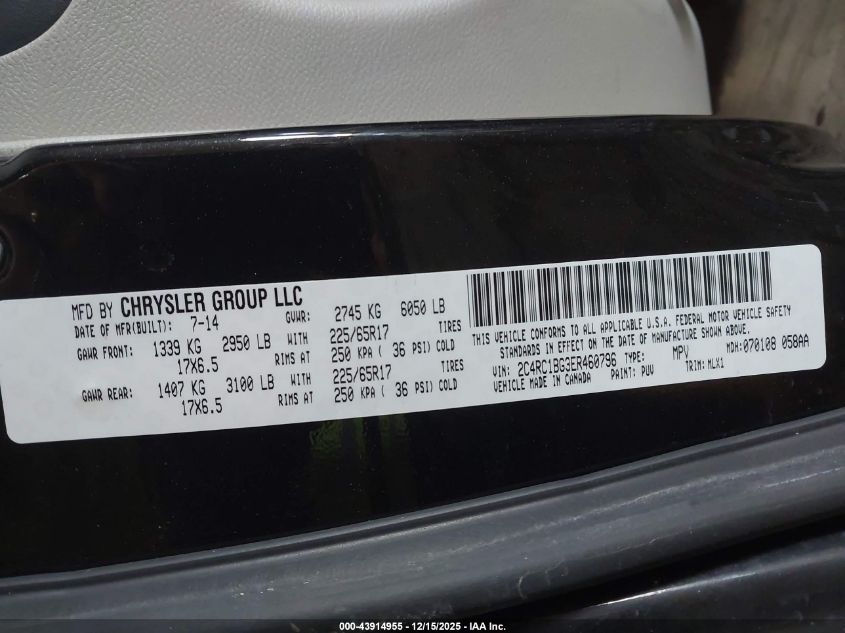 MFD BY CHRYSLER GROUP LLC
DATE OF MFR(BUILT): 7-14 GVWR: 2745 KG 6050 LB
GAWR FRONT: 1339 KG 2950 LB WITH 225/65R17 TIRES
17X6.5 RIMS AT 250 KPA ( 36 PSI) COLD
GAWR REAR: 1407 KG 3100 LB WITH 225/65R17 TIRES
17X6.5 RIMS AT 250 KPA ( 36 PSI) COLD
THIS VEHICLE CONFORMS TO ALL APPLICABLE U.S.A. FEDERAL MOTOR VEHICLE SAFETY
STANDARDS IN EFFECT ON THE DATE OF MANUFACTURE SHOWN ABOVE.
VIN: 2C4RC1BG3ER460796 TYPE: MPV MDH: 070108 058AA
VEHICLE MADE IN CANADA PAINT: PUV TRIM: MLX1
000-43914955 - 12/15/2025 - IAA Inc.